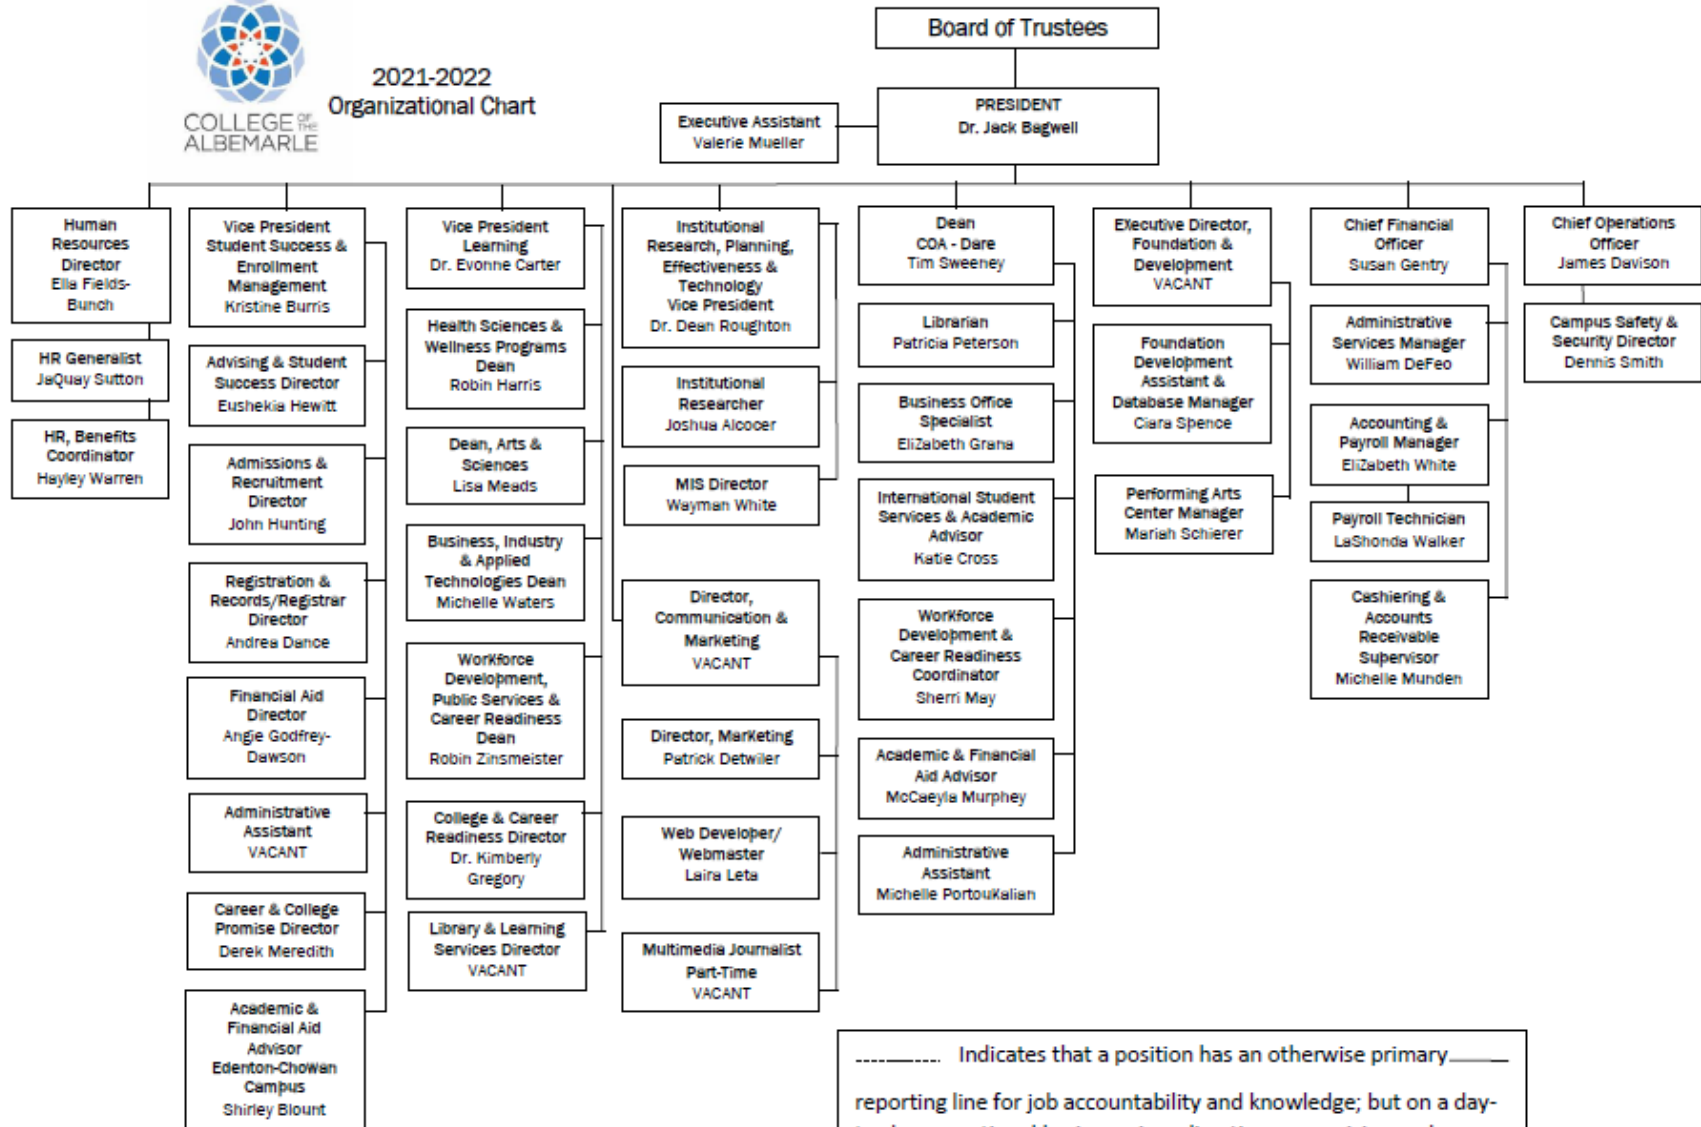 COLLEGE OF THE
ALBEMARLE
2021-2022
Organizational Chart
Board of Trustees
PRESIDENT
Dr. Jack Bagwell
Executive Assistant
Valerie Mueller
Human
Resources
Director
Ella Fields-
Bunch
HR Generalist
JaQuay Sutton
HR, Benefits
Coordinator
Hayley Warren
Vice President
Student Success &
Enrollment
Management
Kristine Burris
Advising & Student
Success Director
Eushekia Hewitt
Admissions &
Recruitment
Director
John Hunting
Registration &
Records/Registrar
Director
Andrea Dance
Financial Aid
Director
Angie Godfrey-
Dawson
Administrative
Assistant
VACANT
Career & College
Promise Director
Derek Meredith
Academic &
Financial Aid
Advisor
Edenton-Chowan
Campus
Shirley Blount
Vice President
Learning
Dr. Evonne Carter
Health Sciences &
Wellness Programs
Dean
Robin Harris
Dean, Arts &
Sciences
Lisa Meads
Business, Industry
& Applied
Technologies Dean
Michelle Waters
Workforce
Development,
Public Services &
Career Readiness
Dean
Robin Zinsmeister
College & Career
Readiness Director
Dr. Kimberly
Gregory
Library & Learning
Services Director
VACANT
Institutional
Research, Planning,
Effectiveness &
Technology
Vice President
Dr. Dean Roughton
Institutional
Researcher
Joshua Alcocer
MIS Director
Wayman White
Director,
Communication &
Marketing
VACANT
Director, Marketing
Patrick Detwiler
Web Developer/
Webmaster
Laira Leta
Multimedia Journalist
Part-Time
VACANT
Dean
COA - Dare
Tim Sweeney
Librarian
Patricia Peterson
Business Office
Specialist
Elizabeth Grana
International Student
Services & Academic
Advisor
Katie Cross
Workforce
Development &
Career Readiness
Coordinator
Sherri May
Academic & Financial
Aid Advisor
McCaeyla Murphey
Administrative
Assistant
Michelle Portoukalian
Executive Director,
Foundation &
Development
VACANT
Foundation
Development
Assistant &
Database Manager
Ciara Spence
Performing Arts
Center Manager
Mariah Schierer
Chief Financial
Officer
Susan Gentry
Administrative
Services Manager
William DeFeo
Accounting &
Payroll Manager
Elizabeth White
Payroll Technician
LaShonda Walker
Cashiering &
Accounts
Receivable
Supervisor
Michelle Munden
Chief Operations
Officer
James Davison
Campus Safety &
Security Director
Dennis Smith
Indicates that a position has an otherwise primary
reporting line for job accountability and knowledge; but on a day-